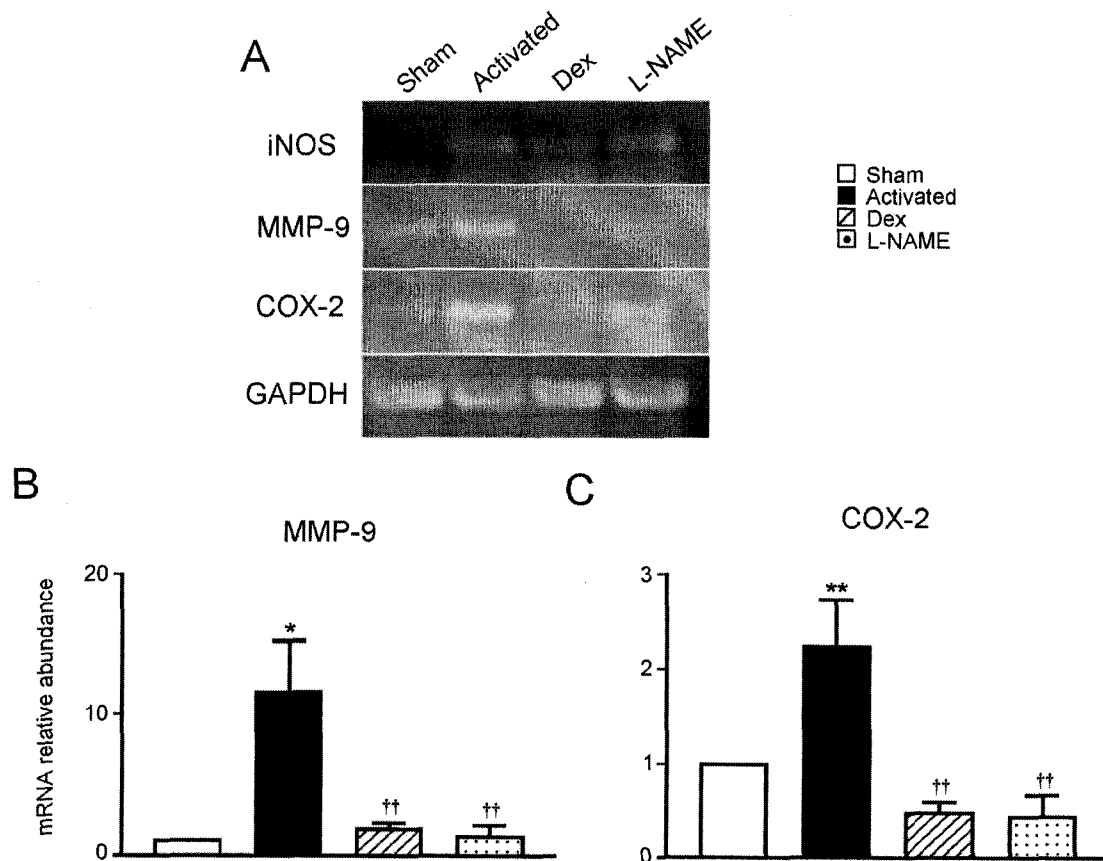 A
Sham Activated Dex L-NAME
iNOS
MMP-9
COX-2
GAPDH
Sham
Activated
Dex
L-NAME
B
MMP-9
mRNA relative abundance
20
10
0
*
††
††
C
COX-2
3
2
1
0
**
††
††